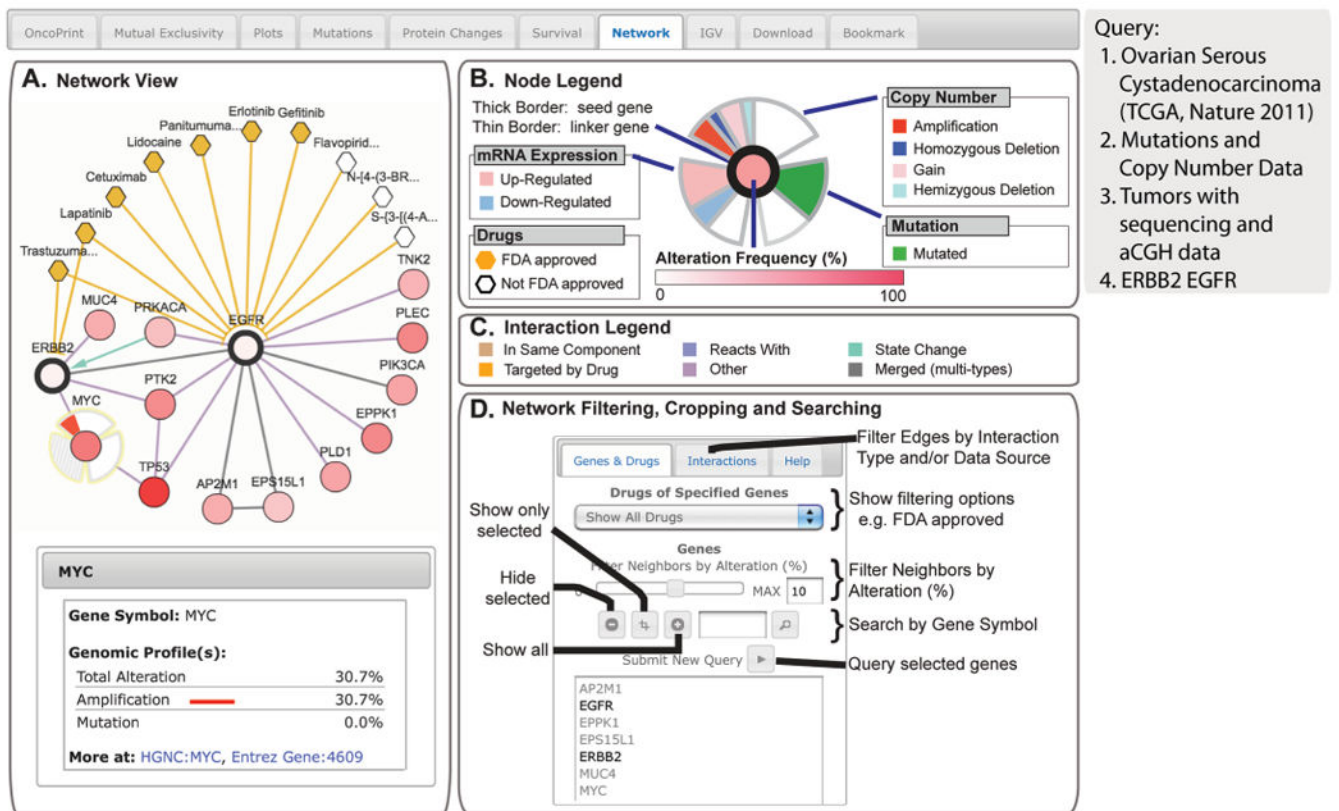 OncoPrint
Mutual Exclusivity
Plots
Mutations
Protein Changes
Survival
Network
IGV
Download
Bookmark
Query:
1. Ovarian Serous
Cystadenocarcinoma
(TCGA, Nature 2011)
2. Mutations and
Copy Number Data
3. Tumors with
sequencing and
aCGH data
4. ERBB2 EGFR
A. Network View
Erlotinib
Gefitinib
Panitumuma...
Flavopirid...
Lidocaine
N-[4-(3-BR...
Cetuximab
S-{3-[(4-A...
Lapatinib
Trastuzuma...
TNK2
MUC4
PRKACA
EGFR
PLEC
ERBB2
PIK3CA
PTK2
MYC
EPPK1
TP53
PLD1
AP2M1
EPS15L1
MYC
Gene Symbol: MYC
Genomic Profile(s):
Total Alteration 30.7%
Amplification 30.7%
Mutation 0.0%
More at: HGNC:MYC, Entrez Gene:4609
B. Node Legend
Thick Border: seed gene
Thin Border: linker gene
mRNA Expression
Up-Regulated
Down-Regulated
Drugs
FDA approved
Not FDA approved
Copy Number
Amplification
Homozygous Deletion
Gain
Hemizygous Deletion
Mutation
Mutated
Alteration Frequency (%)
0 100
C. Interaction Legend
In Same Component
Reacts With
State Change
Targeted by Drug
Other
Merged (multi-types)
D. Network Filtering, Cropping and Searching
Genes & Drugs
Interactions
Help
Filter Edges by Interaction
Type and/or Data Source
Drugs of Specified Genes
Show All Drugs
Show filtering options
e.g. FDA approved
Show only
selected
Genes
Filter Neighbors by Alteration (%)
0 MAX 10
Filter Neighbors by
Alteration (%)
Hide
selected
Search by Gene Symbol
Show all
Submit New Query
Query selected genes
AP2M1
EGFR
EPPK1
EPS15L1
ERBB2
MUC4
MYC